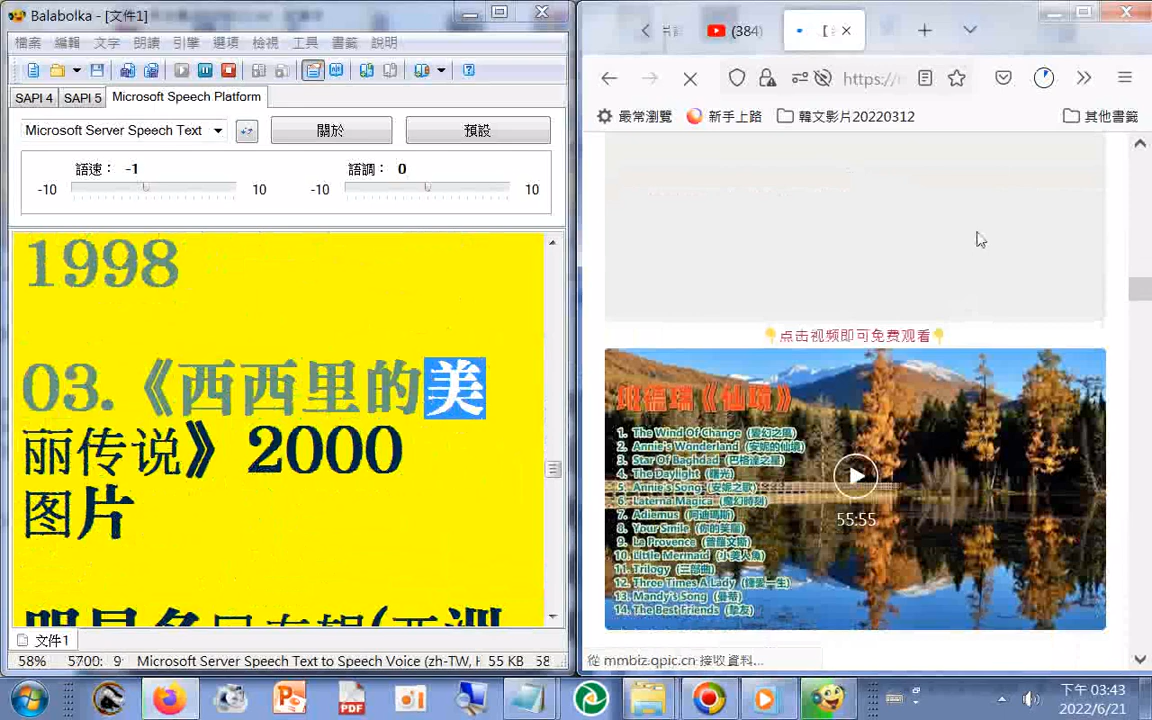 Balabolka - [文件1]
檔案 編輯 文字 朗讀 引擎 選項 檢視 工具 書籤 說明
SAPI 4 SAPI 5 Microsoft Speech Platform
Microsoft Server Speech Text
關於
預設
語速： -1
語調： 0
-10 10 -10 10
1998
03.《西西里的美
丽传说》2000
图片
文件1
58% 5700: 9 Microsoft Server Speech Text to Speech Voice (zh-TW, H 55 KB 58
(384)
https://
最常瀏覽 新手上路 韓文影片20220312 其他書籤
👇点击视频即可免费观看👇
班福瑞《仙境》
1. The Wind Of Change (夢幻之風)
2. Annie's Wonderland (安妮的仙境)
3. Star Of Baghdad (巴格達之星)
4. The Daylight (曙光)
5. Annie's Song (安妮之歌)
6. Laterna Magica (魔幻時刻)
7. Adiemus (阿迪瑪斯)
8. Your Smile (你的笑靨)
9. La Provence (普羅文斯)
10. Little Mermaid (小美人魚)
11. Trilogy (三部曲)
12. Three Times A Lady
13. Mandy's Song (曼蒂)
14. The Best Friends (摯友)
55:55
從 mmbiz.qpic.cn 接收資料...
PDF
下午 03:43
2022/6/21